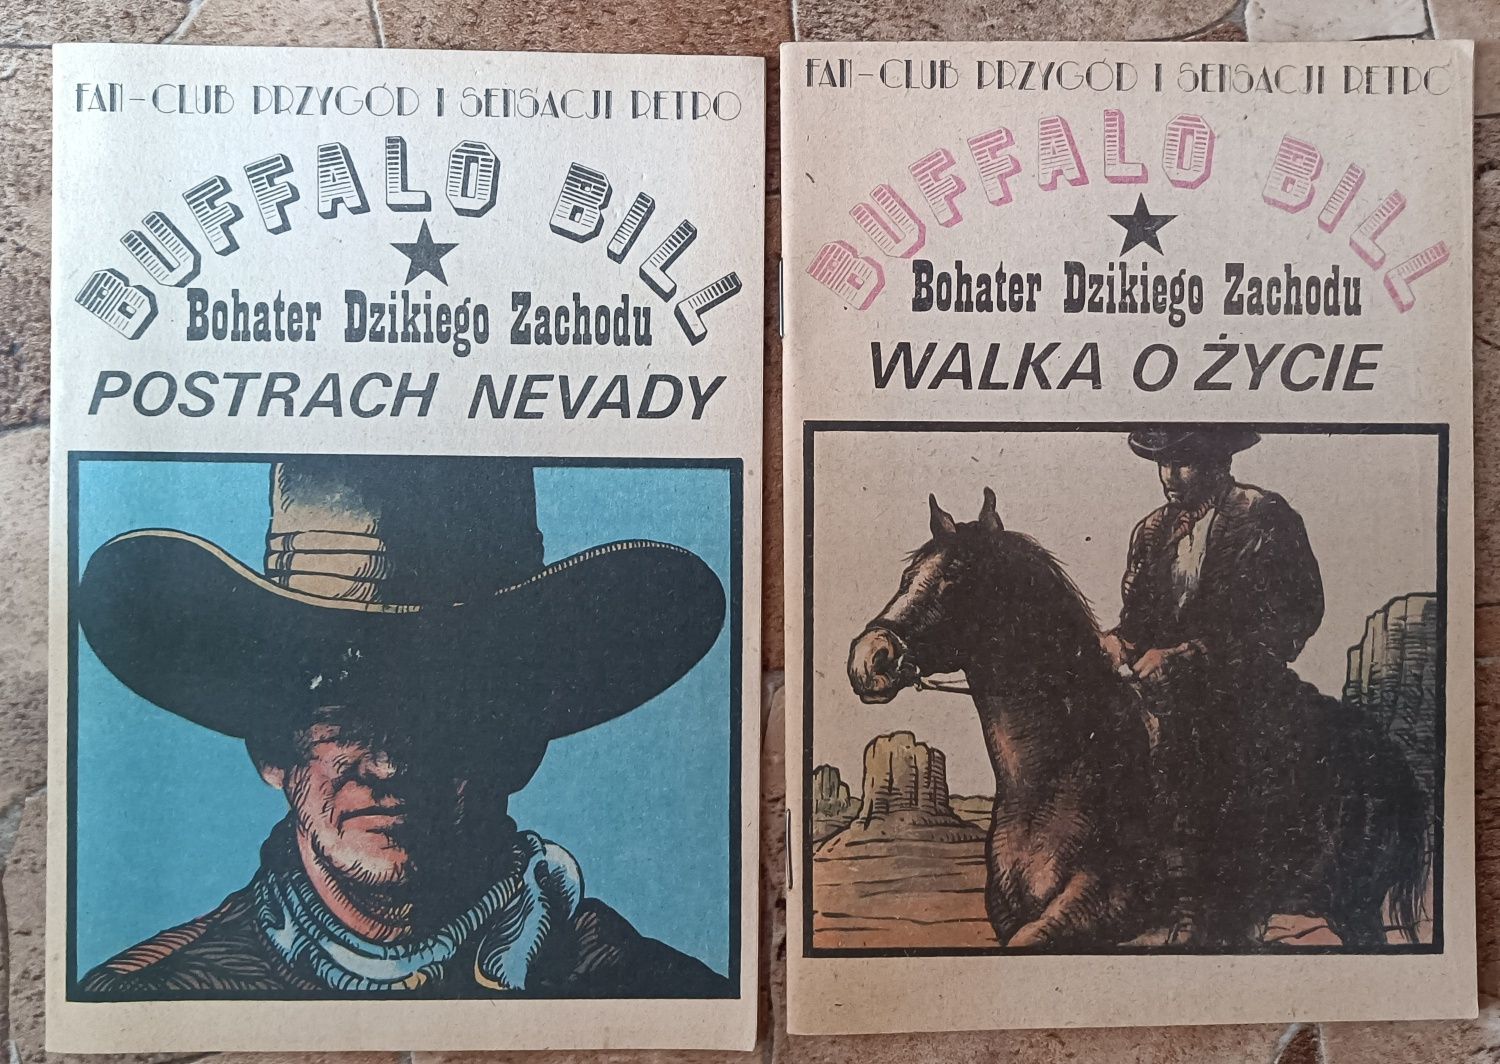 FAN-CLUB PRZYGÓD I SENSACJI RETRO
BUFFALO BILL
Bohater Dzikiego Zachodu
POSTRACH NEVADY
FAN-CLUB PRZYGÓD I SENSACJI RETRO
BUFFALO BILL
Bohater Dzikiego Zachodu
WALKA O ŻYCIE